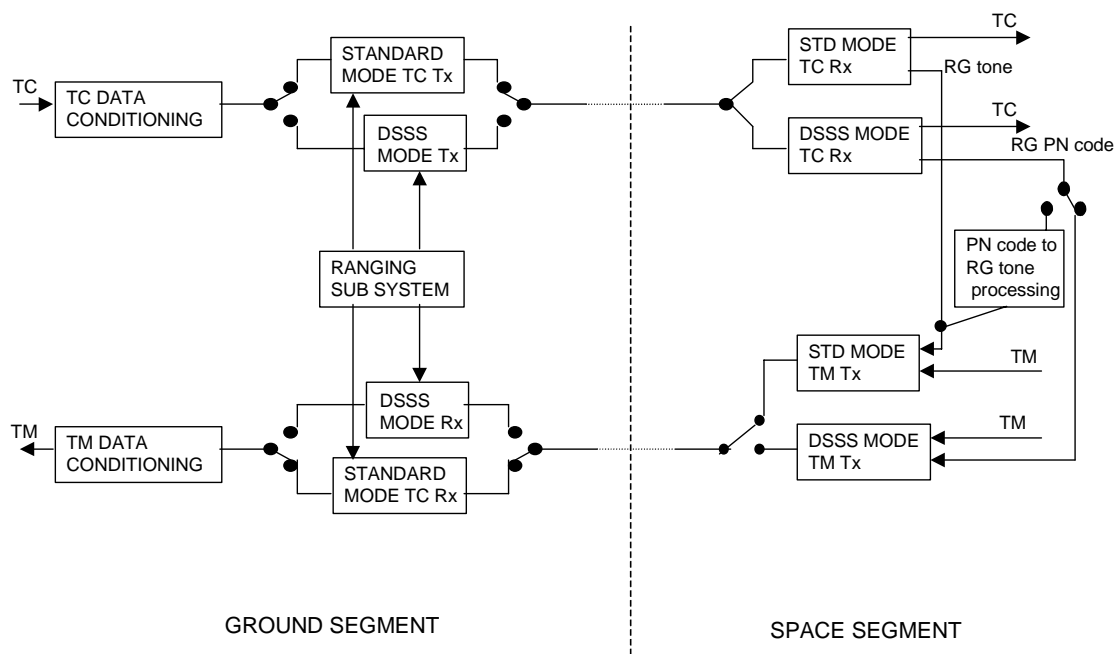 TC
TC DATA
CONDITIONING
STANDARD
MODE TC Tx
DSSS
MODE Tx
RANGING
SUB SYSTEM
DSSS
MODE Rx
STANDARD
MODE TC Rx
TM
TM DATA
CONDITIONING
GROUND SEGMENT
TC
STD MODE
TC Rx
RG tone
TC
DSSS MODE
TC Rx
RG PN code
PN code to
RG tone
processing
STD MODE
TM Tx
TM
TM
DSSS MODE
TM Tx
SPACE SEGMENT